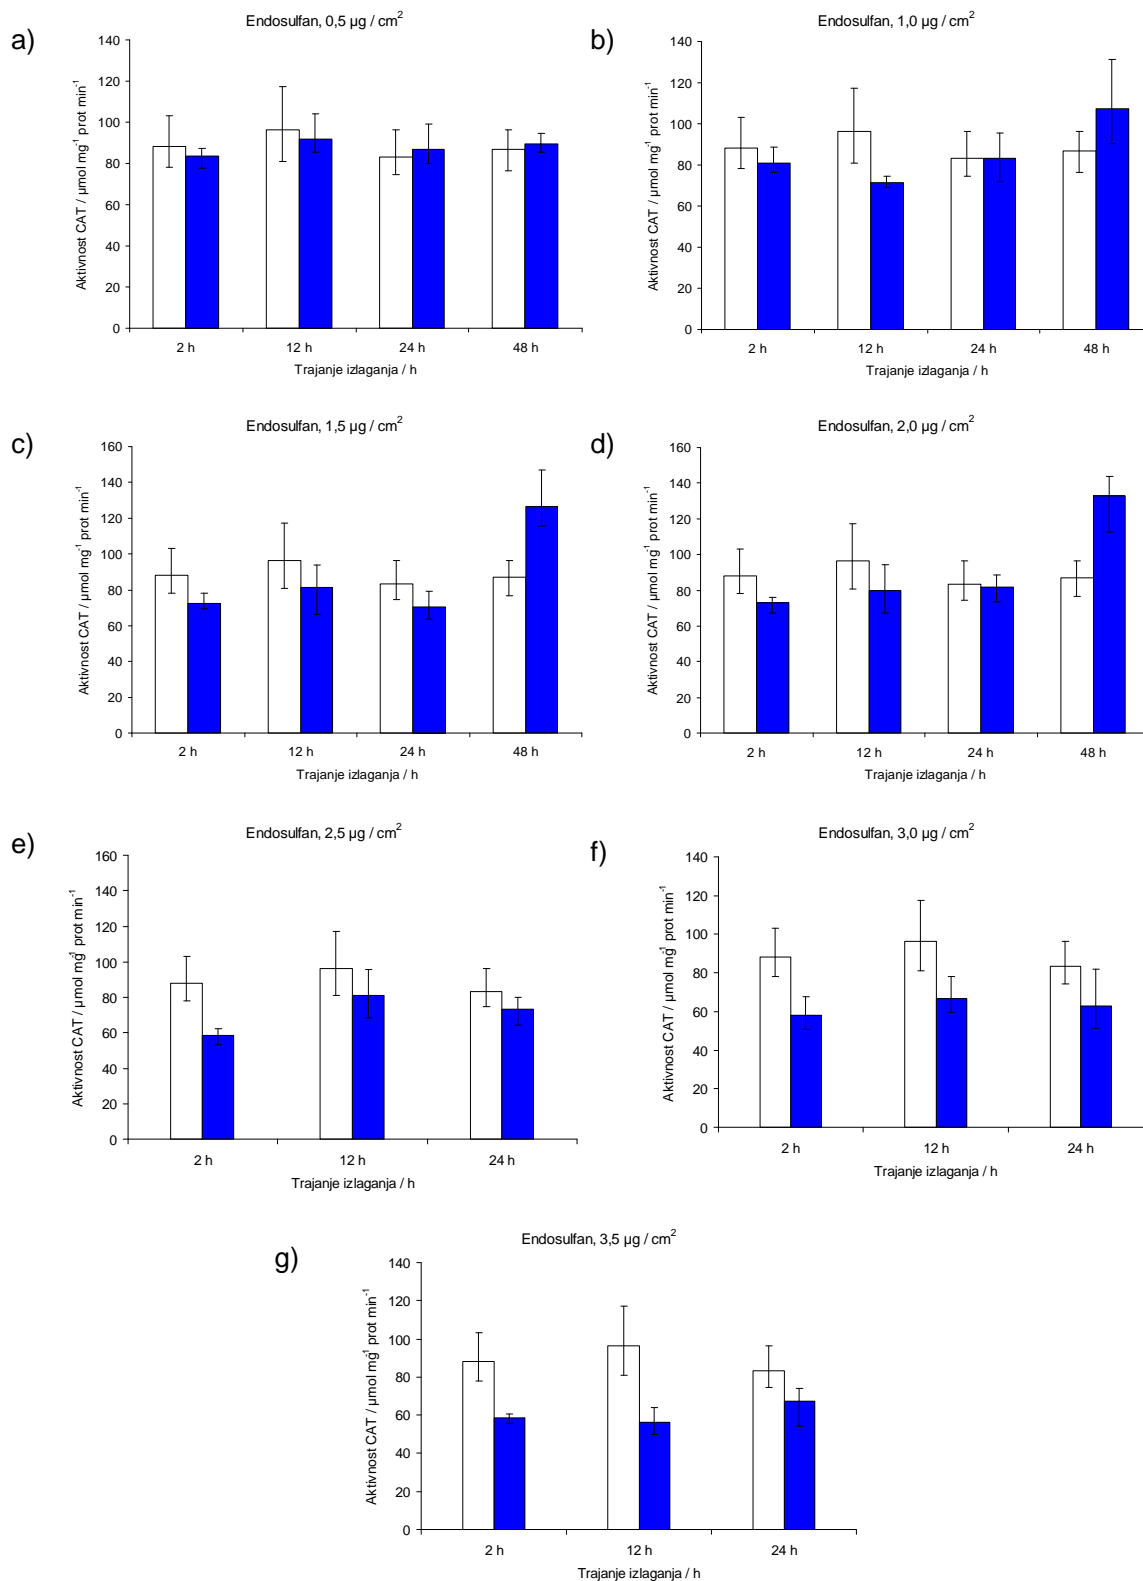 a)
Endosulfan, 0,5 µg / cm²
Aktivnost CAT / µmol mg⁻¹ prot min⁻¹
140
120
100
80
60
40
20
0
2 h 12 h 24 h 48 h
Trajanje izlaganja / h
b)
Endosulfan, 1,0 µg / cm²
Aktivnost CAT / µmol mg⁻¹ prot min⁻¹
140
120
100
80
60
40
20
0
2 h 12 h 24 h 48 h
Trajanje izlaganja / h
c)
Endosulfan, 1,5 µg / cm²
Aktivnost CAT / µmol mg⁻¹ prot min⁻¹
160
140
120
100
80
60
40
20
0
2 h 12 h 24 h 48 h
Trajanje izlaganja / h
d)
Endosulfan, 2,0 µg / cm²
Aktivnost CAT / µmol mg⁻¹ prot min⁻¹
160
140
120
100
80
60
40
20
0
2 h 12 h 24 h 48 h
Trajanje izlaganja / h
e)
Endosulfan, 2,5 µg / cm²
Aktivnost CAT / µmol mg⁻¹ prot min⁻¹
160
140
120
100
80
60
40
20
0
2 h 12 h 24 h
Trajanje izlaganja / h
f)
Endosulfan, 3,0 µg / cm²
Aktivnost CAT / µmol mg⁻¹ prot min⁻¹
140
120
100
80
60
40
20
0
2 h 12 h 24 h
Trajanje izlaganja / h
g)
Endosulfan, 3,5 µg / cm²
Aktivnost CAT / µmol mg⁻¹ prot min⁻¹
140
120
100
80
60
40
20
0
2 h 12 h 24 h
Trajanje izlaganja / h